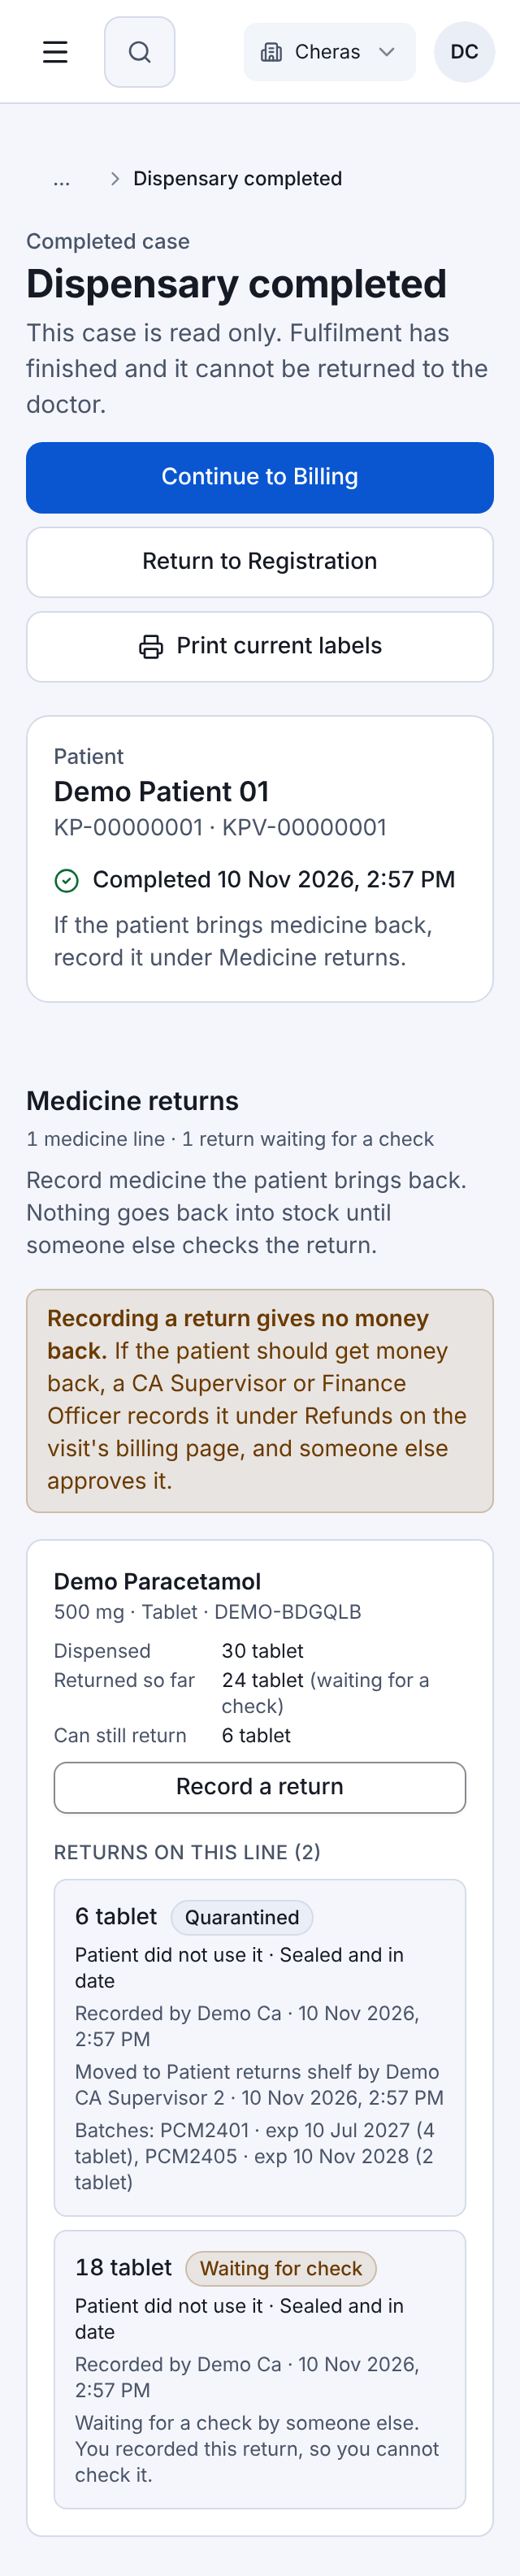 Cheras
DC
...
Dispensary completed
Completed case
Dispensary completed
This case is read only. Fulfilment has
finished and it cannot be returned to the
doctor.
Continue to Billing
Return to Registration
Print current labels
Patient
Demo Patient 01
KP-00000001 · KPV-00000001
Completed 10 Nov 2026, 2:57 PM
If the patient brings medicine back,
record it under Medicine returns.
Medicine returns
1 medicine line · 1 return waiting for a check
Record medicine the patient brings back.
Nothing goes back into stock until
someone else checks the return.
Recording a return gives no money
back. If the patient should get money
back, a CA Supervisor or Finance
Officer records it under Refunds on the
visit's billing page, and someone else
approves it.
Demo Paracetamol
500 mg · Tablet · DEMO-BDGQLB
Dispensed 30 tablet
Returned so far 24 tablet (waiting for a
check)
Can still return 6 tablet
Record a return
RETURNS ON THIS LINE (2)
6 tablet Quarantined
Patient did not use it · Sealed and in
date
Recorded by Demo Ca · 10 Nov 2026,
2:57 PM
Moved to Patient returns shelf by Demo
CA Supervisor 2 · 10 Nov 2026, 2:57 PM
Batches: PCM2401 · exp 10 Jul 2027 (4
tablet), PCM2405 · exp 10 Nov 2028 (2
tablet)
18 tablet Waiting for check
Patient did not use it · Sealed and in
date
Recorded by Demo Ca · 10 Nov 2026,
2:57 PM
Waiting for a check by someone else.
You recorded this return, so you cannot
check it.